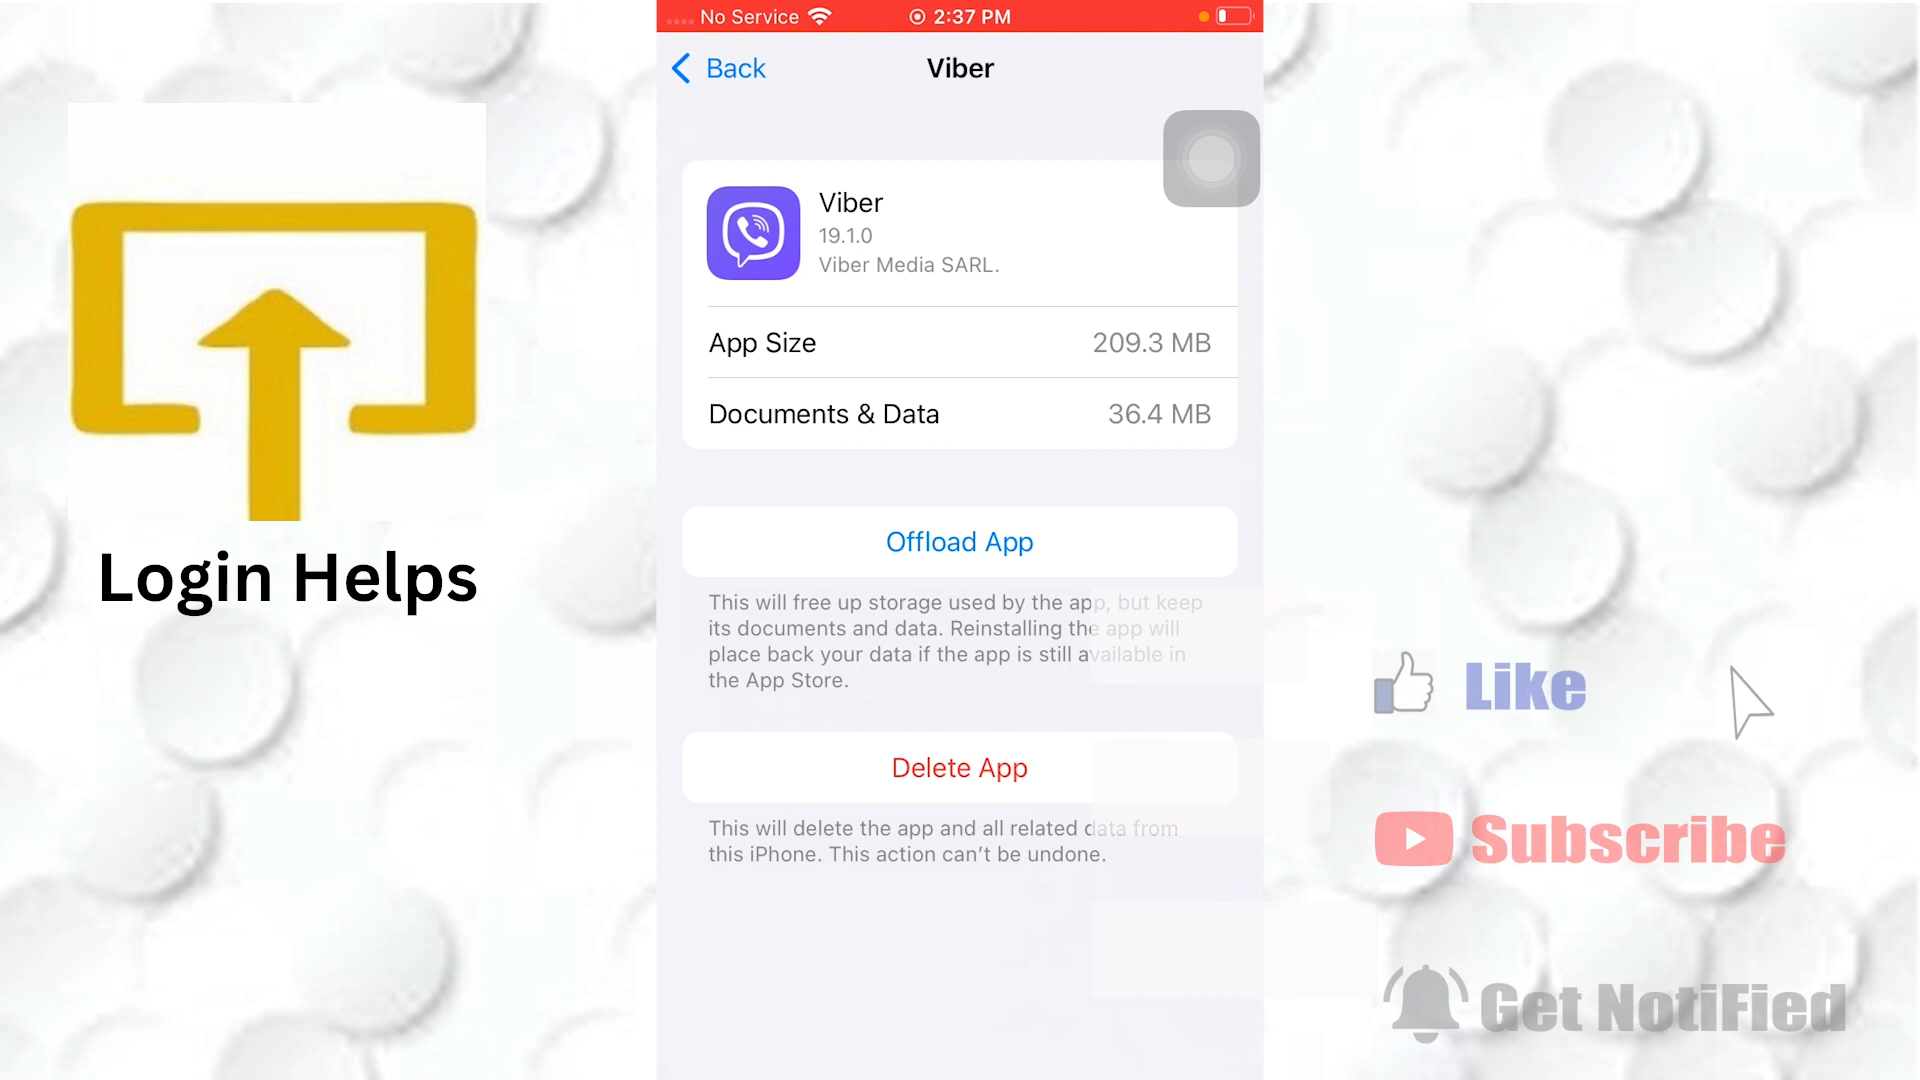 No Service
2:37 PM
Back
Viber
Viber
19.1.0
Viber Media SARL.
App Size
209.3 MB
Documents & Data
36.4 MB
Offload App
This will free up storage used by the app, but keep
its documents and data. Reinstalling the app will
place back your data if the app is still available in
the App Store.
Delete App
This will delete the app and all related data from
this iPhone. This action can't be undone.
Login Helps
Like
Subscribe
Get NotiFied